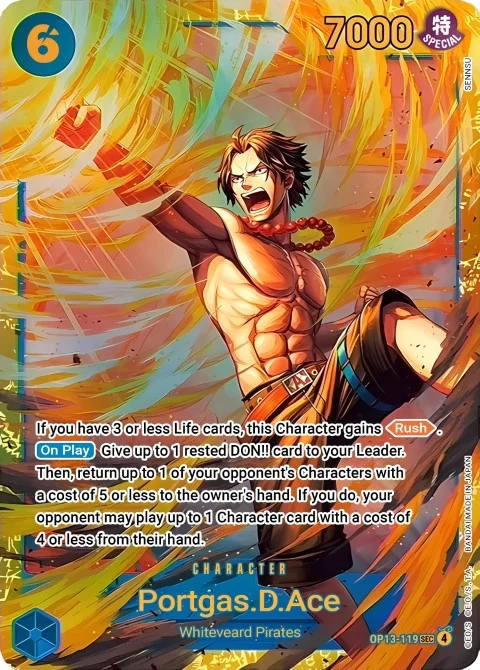 6
7000
特
SPECIAL
SENNSU
If you have 3 or less Life cards, this Character gains Rush.
On Play Give up to 1 rested DON!! card to your Leader.
Then, return up to 1 of your opponent's Characters with
a cost of 5 or less to the owner's hand. If you do, your
opponent may play up to 1 Character card with a cost of
4 or less from their hand.
CHARACTER
Portgas.D.Ace
Whiteveard Pirates
OP13-119 SEC 4
BANDAI MADE IN JAPAN